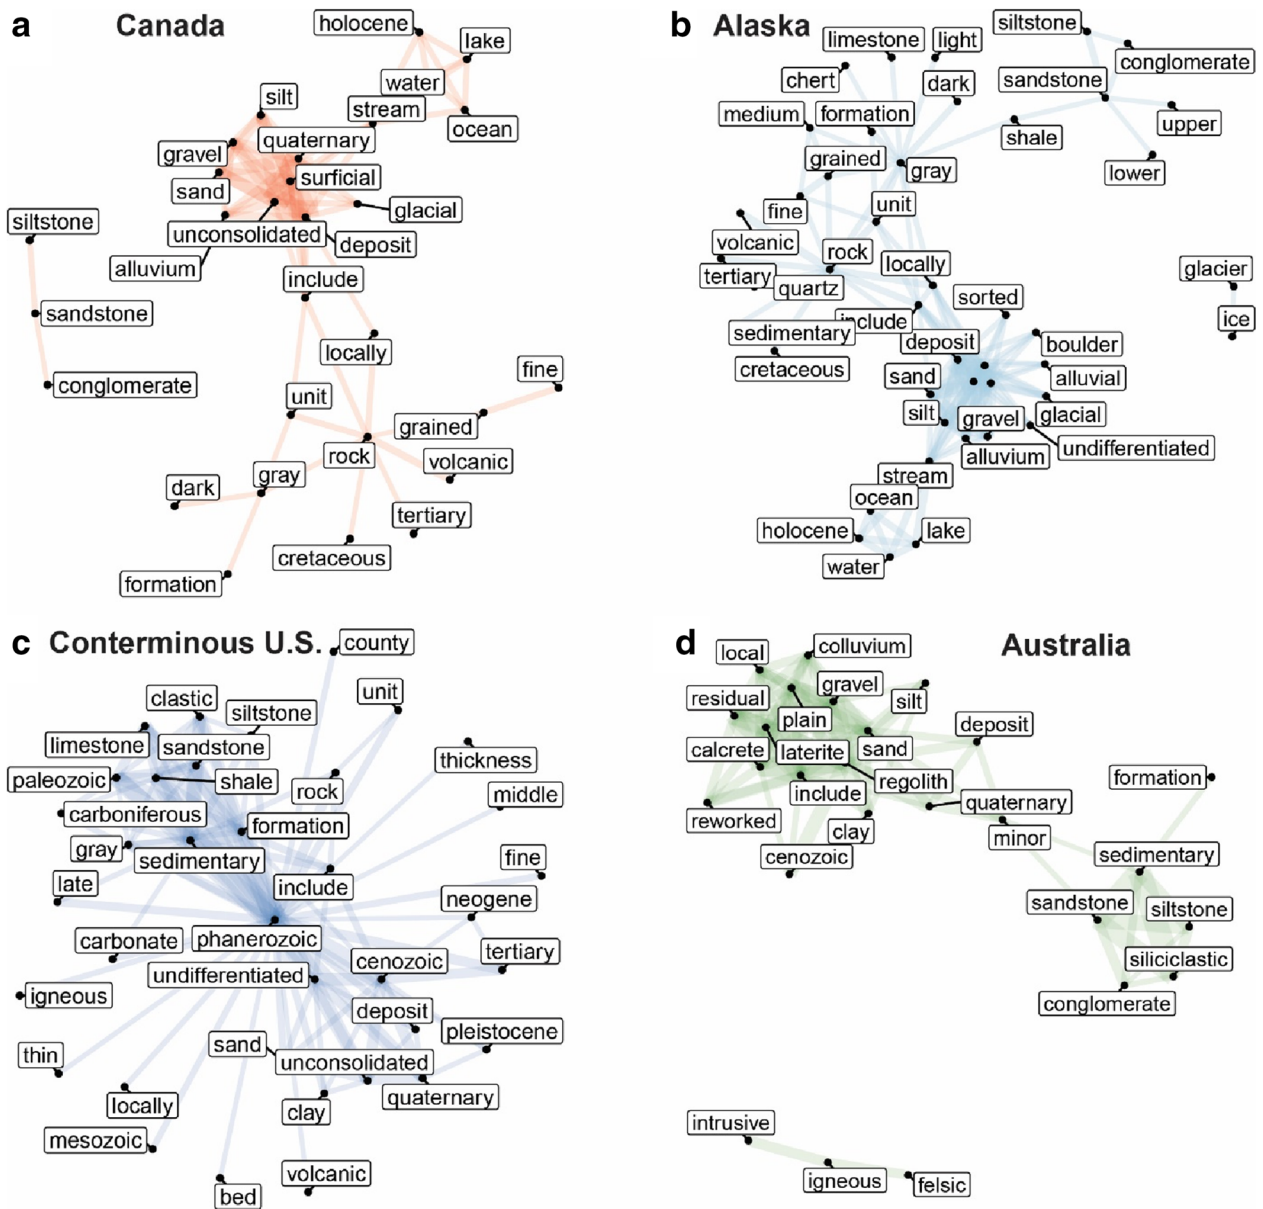 a
Canada
holocene
lake
water
silt
stream
ocean
quaternary
gravel
surficial
sand
glacial
siltstone
unconsolidated
deposit
alluvium
include
sandstone
locally
fine
conglomerate
unit
grained
rock
volcanic
gray
dark
tertiary
cretaceous
formation
b
Alaska
siltstone
limestone
light
conglomerate
chert
dark
sandstone
medium
formation
upper
shale
grained
gray
lower
fine
unit
volcanic
rock
locally
glacier
tertiary
quartz
sorted
ice
include
sedimentary
deposit
boulder
cretaceous
sand
alluvial
silt
gravel
glacial
undifferentiated
alluvium
stream
ocean
holocene
lake
water
c
Conterminous U.S.
county
clastic
unit
siltstone
limestone
sandstone
thickness
paleozoic
shale
rock
middle
carboniferous
formation
gray
sedimentary
fine
late
include
neogene
carbonate
phanerozoic
tertiary
cenozoic
undifferentiated
igneous
deposit
pleistocene
sand
unconsolidated
thin
quaternary
locally
clay
mesozoic
volcanic
bed
d
Australia
colluvium
local
gravel
residual
silt
plain
deposit
calcrete
laterite
sand
regolith
formation
include
quaternary
reworked
clay
minor
cenozoic
sedimentary
sandstone
siltstone
siliciclastic
conglomerate
intrusive
igneous
felsic